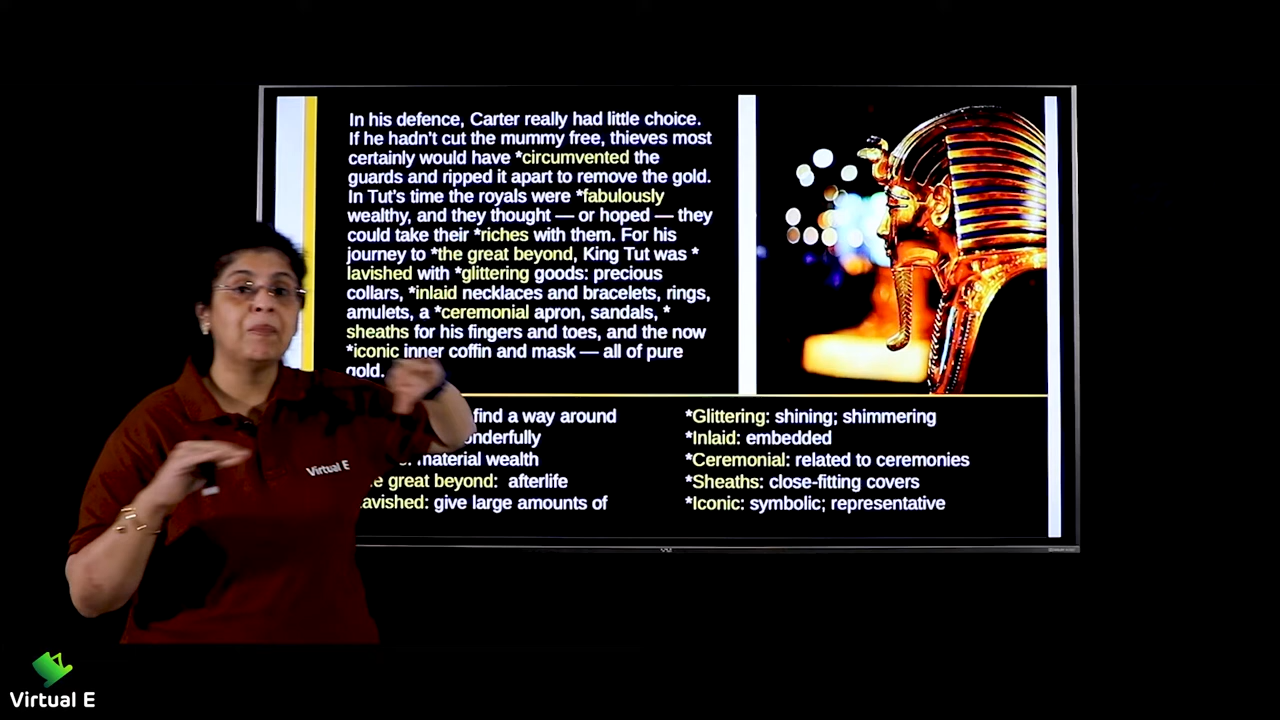 In his defence, Carter really had little choice.
If he hadn't cut the mummy free, thieves most
certainly would have *circumvented the
guards and ripped it apart to remove the gold.
In Tut's time the royals were *fabulously
wealthy, and they thought — or hoped — they
could take their *riches with them. For his
journey to *the great beyond, King Tut was *
lavished with *glittering goods: precious
collars, *inlaid necklaces and bracelets, rings,
amulets, a *ceremonial apron, sandals, *
sheaths for his fingers and toes, and the now
*iconic inner coffin and mask — all of pure
gold.
find a way around
material wealth
great beyond: afterlife
give large amounts of
*Glittering: shining; shimmering
*Inlaid: embedded
*Ceremonial: related to ceremonies
*Sheaths: close-fitting covers
*Iconic: symbolic; representative
Virtual E
Virtual E